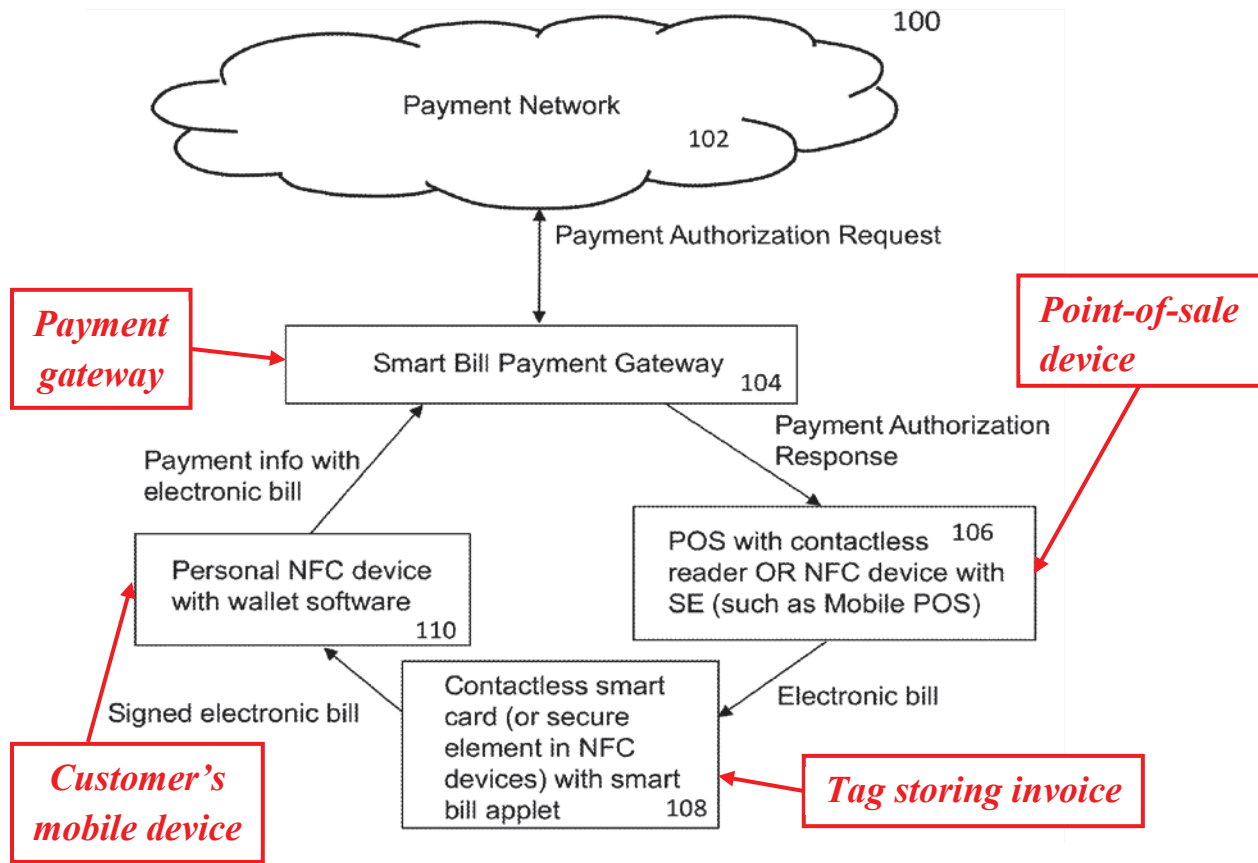 100
Payment Network
102
Payment Authorization Request
Payment
gateway
Point-of-sale
device
Smart Bill Payment Gateway
104
Payment Authorization
Response
Payment info with
electronic bill
106
POS with contactless
reader OR NFC device with
SE (such as Mobile POS)
Personal NFC device
with wallet software
110
Signed electronic bill
Contactless smart
card (or secure
element in NFC
devices) with smart
bill applet
108
Electronic bill
Customer’s
mobile device
Tag storing invoice